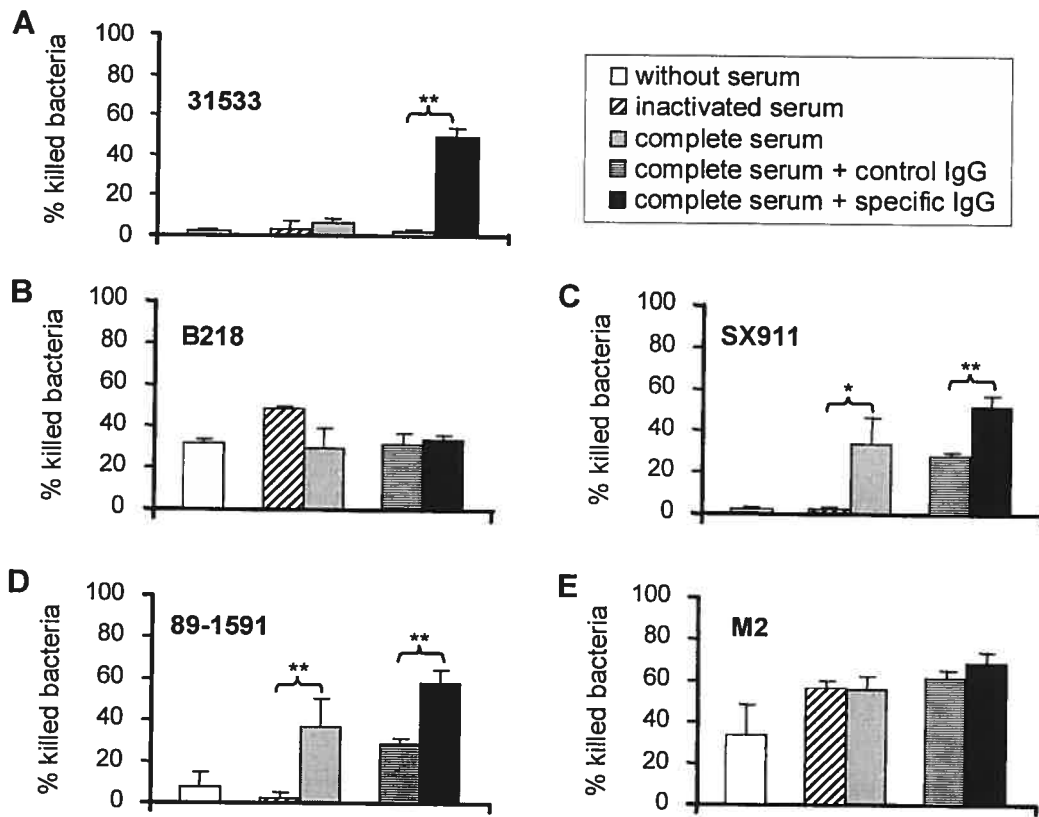 A
% killed bacteria
100
80
60
40
20
0
31533
**
without serum
inactivated serum
complete serum
complete serum + control IgG
complete serum + specific IgG
B
% killed bacteria
100
80
60
40
20
0
B218
C
% killed bacteria
100
80
60
40
20
0
SX911
*
**
D
% killed bacteria
100
80
60
40
20
0
89-1591
**
**
E
% killed bacteria
100
80
60
40
20
0
M2